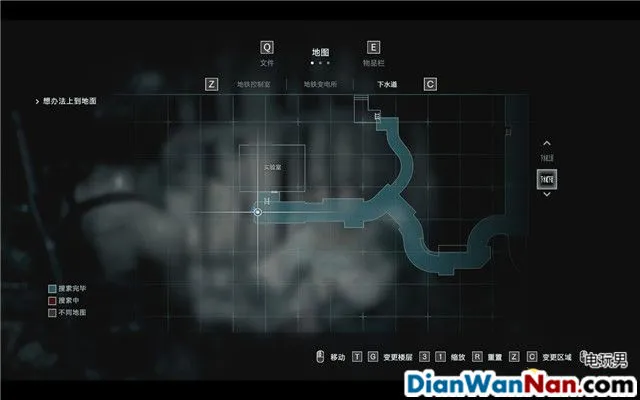 Q 地图 E
文件 物品栏
Z 地铁控制室 地铁变电所 下水道 C
想办法上到地面
实验室
搜索完毕
搜索中
不同地图
移动 T G 变更楼层 3 1 缩放 R 重置 Z C 变更区域
电玩男
DianWanNan.com